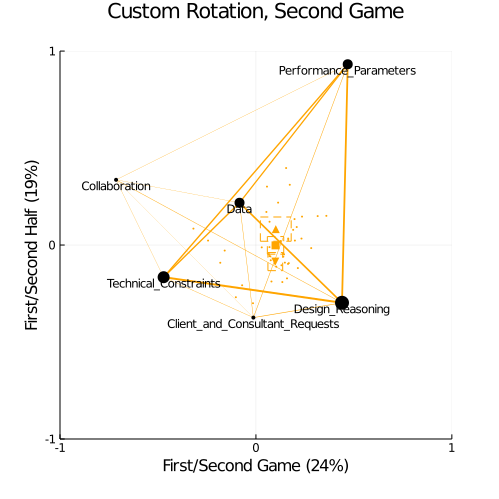 Custom Rotation, Second Game
1
Performance_Parameters
Collaboration
Data
0
Technical_Constraints
Design_Reasoning
Client_and_Consultant_Requests
-1
-1
0
1
First/Second Half (19%)
First/Second Game (24%)